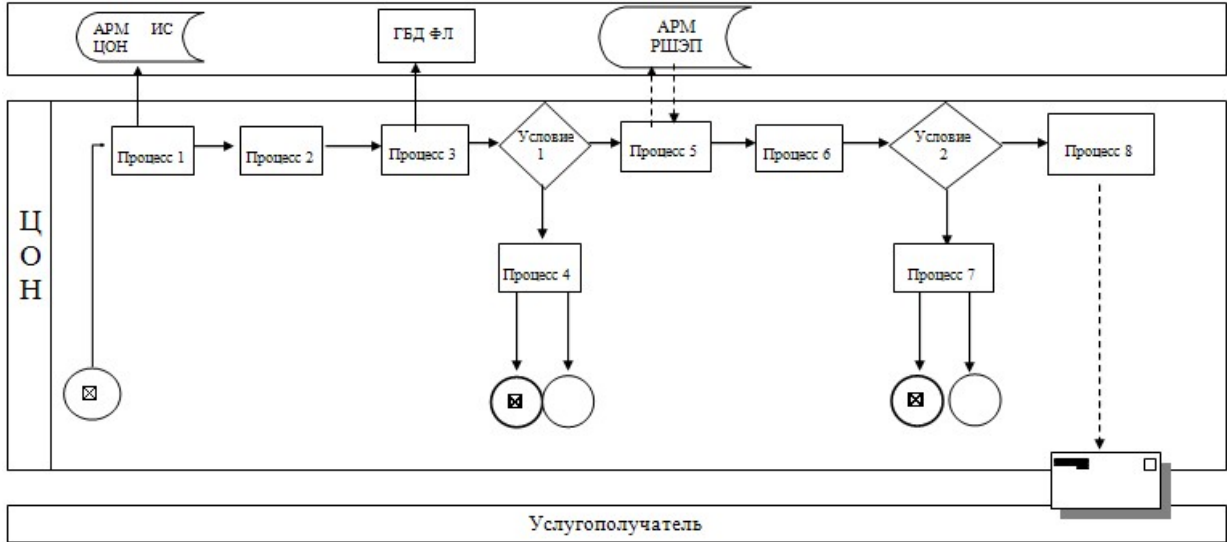 АРМ ИС
ЦОН
ГБД ФЛ
АРМ
РШЭП
Ц
О
Н
Процесс 1
Процесс 2
Процесс 3
Условие
1
Процесс 5
Процесс 6
Условие
2
Процесс 8
Процесс 4
Процесс 7
Услугополучатель